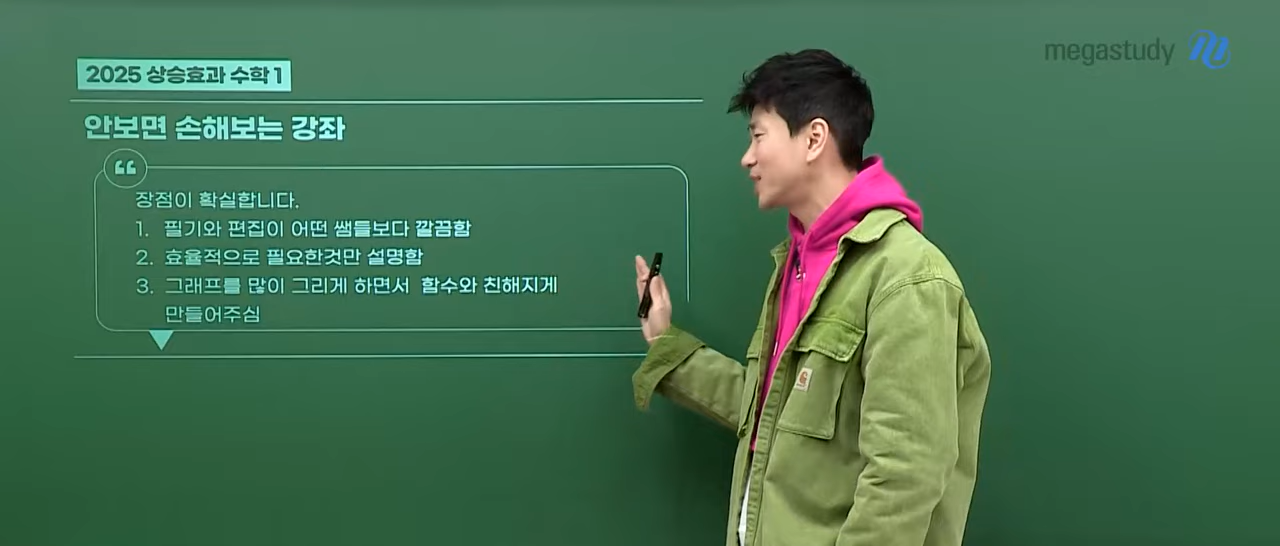 megastudy
2025 상승효과 수학 1
안보면 손해보는 강좌
장점이 확실합니다.
1. 필기와 편집이 어떤 쌤들보다 깔끔함
2. 효율적으로 필요한것만 설명함
3. 그래프를 많이 그리게 하면서 함수와 친해지게
만들어주심